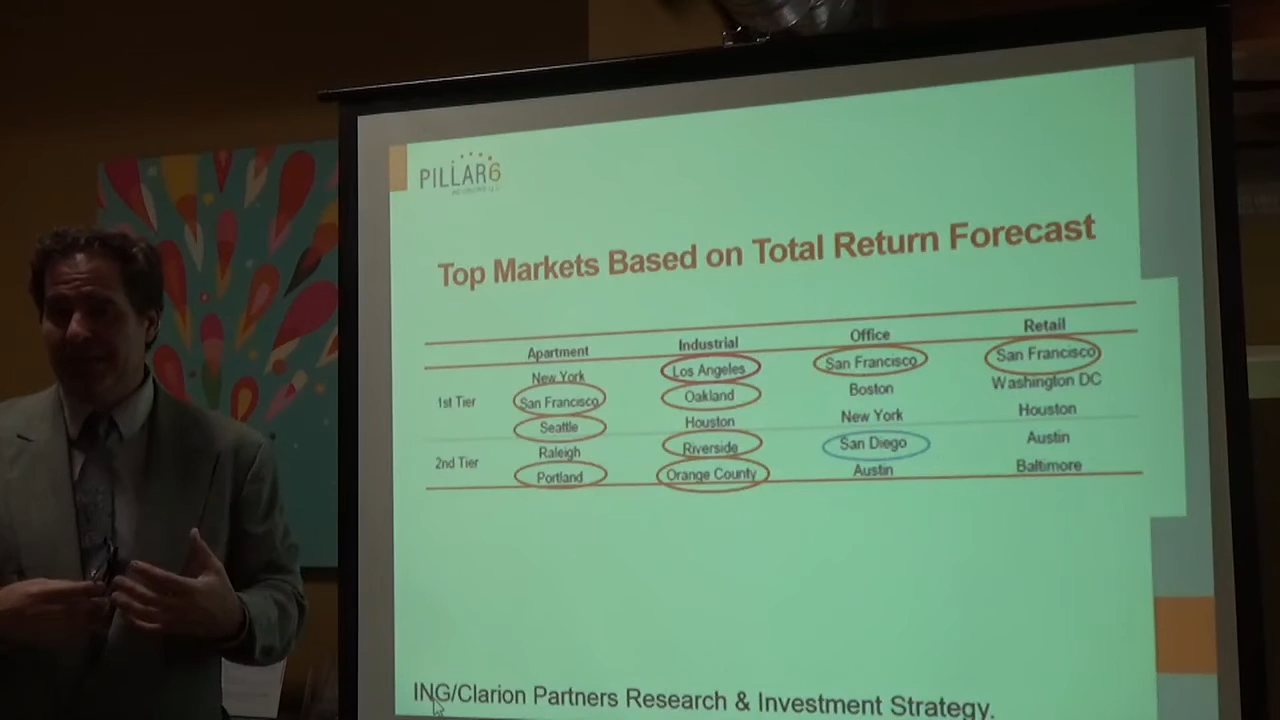 PILLAR6
Top Markets Based on Total Return Forecast
Apartment Industrial Office Retail
New York Los Angeles San Francisco San Francisco
1st Tier San Francisco Oakland Boston Washington DC
Seattle Houston New York Houston
2nd Tier Raleigh Riverside San Diego Austin
Portland Orange County Austin Baltimore
ING/Clarion Partners Research & Investment Strategy.